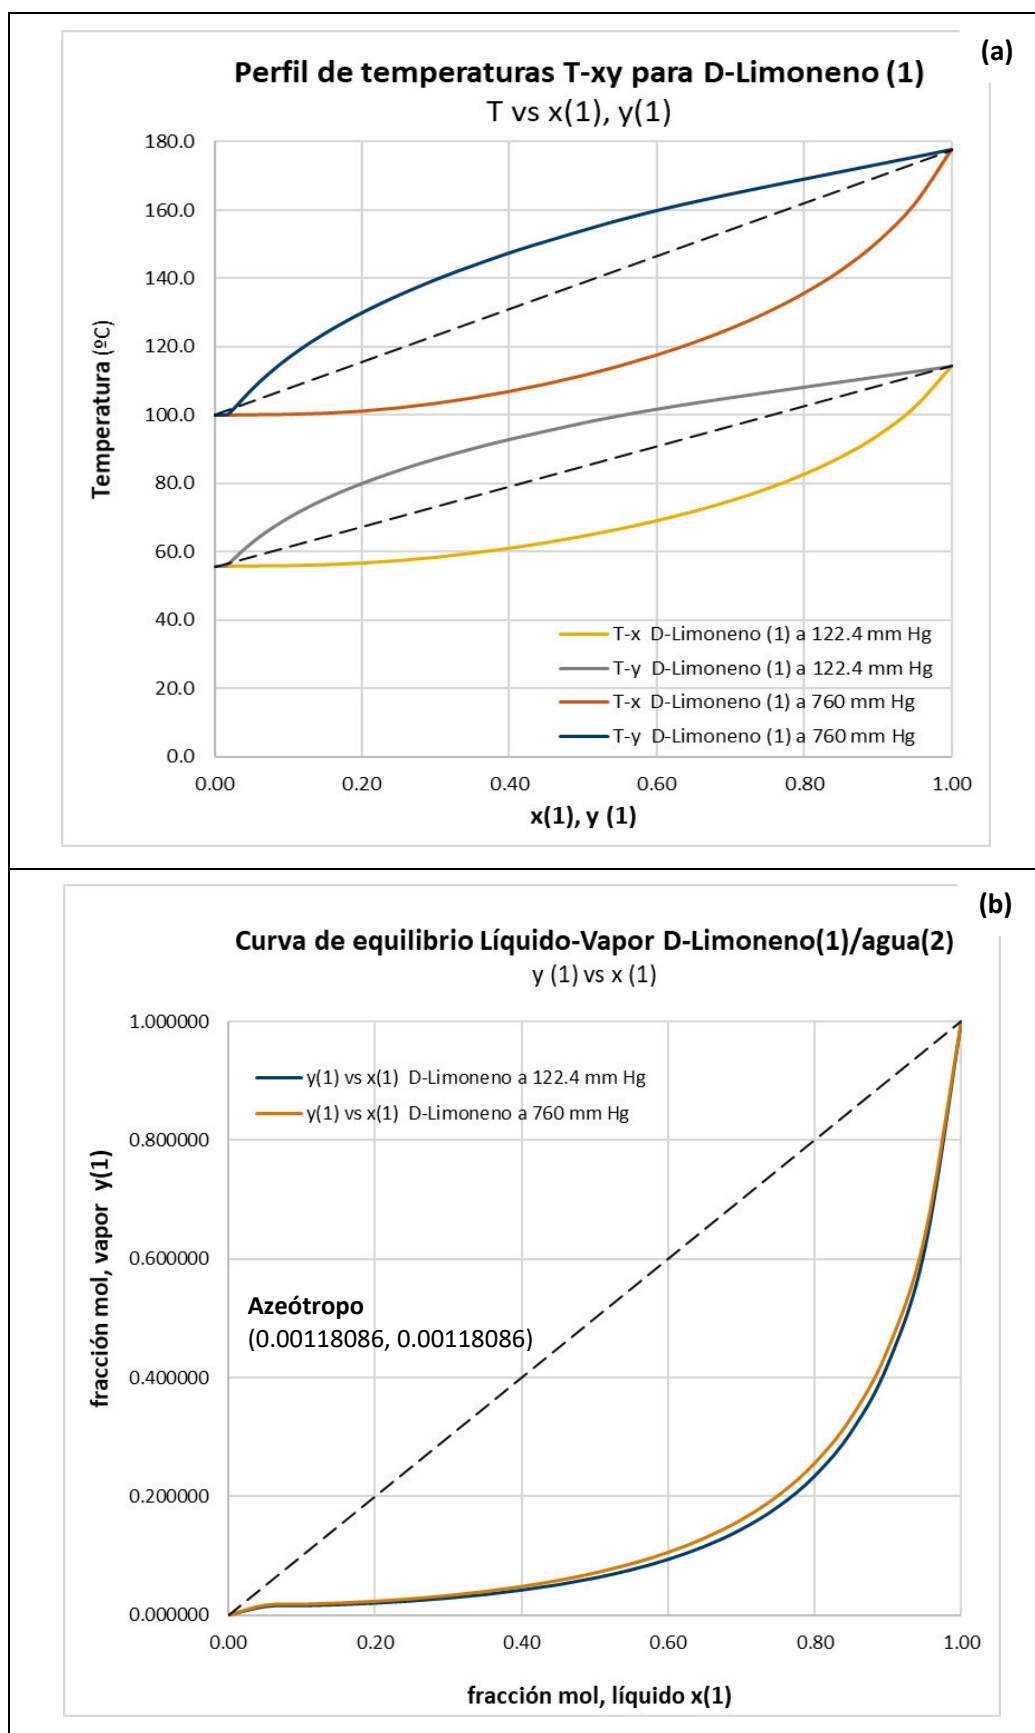 (a)
Perfil de temperaturas T-xy para D-Limoneno (1)
T vs x(1), y(1)
Temperatura (ºC)
180.0
160.0
140.0
120.0
100.0
80.0
60.0
40.0
20.0
0.0
T-x D-Limoneno (1) a 122.4 mm Hg
T-y D-Limoneno (1) a 122.4 mm Hg
T-x D-Limoneno (1) a 760 mm Hg
T-y D-Limoneno (1) a 760 mm Hg
0.00 0.20 0.40 0.60 0.80 1.00
x(1), y (1)
(b)
Curva de equilibrio Líquido-Vapor D-Limoneno(1)/agua(2)
y (1) vs x (1)
fracción mol, vapor y(1)
1.000000
0.800000
0.600000
0.400000
0.200000
0.000000
y(1) vs x(1) D-Limoneno a 122.4 mm Hg
y(1) vs x(1) D-Limoneno a 760 mm Hg
Azeótropo
(0.00118086, 0.00118086)
0.00 0.20 0.40 0.60 0.80 1.00
fracción mol, líquido x(1)